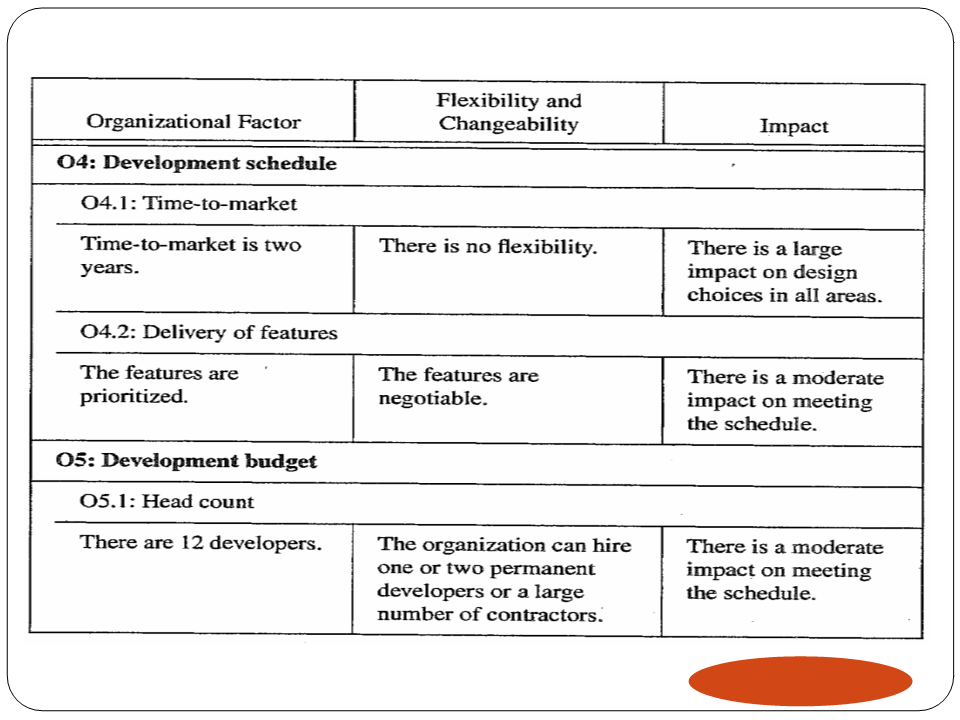 Organizational Factor
Flexibility and
Changeability
Impact
O4: Development schedule
O4.1: Time-to-market
Time-to-market is two
years.
There is no flexibility.
There is a large
impact on design
choices in all areas.
O4.2: Delivery of features
The features are
prioritized.
The features are
negotiable.
There is a moderate
impact on meeting
the schedule.
O5: Development budget
O5.1: Head count
There are 12 developers.
The organization can hire
one or two permanent
developers or a large
number of contractors.
There is a moderate
impact on meeting
the schedule.